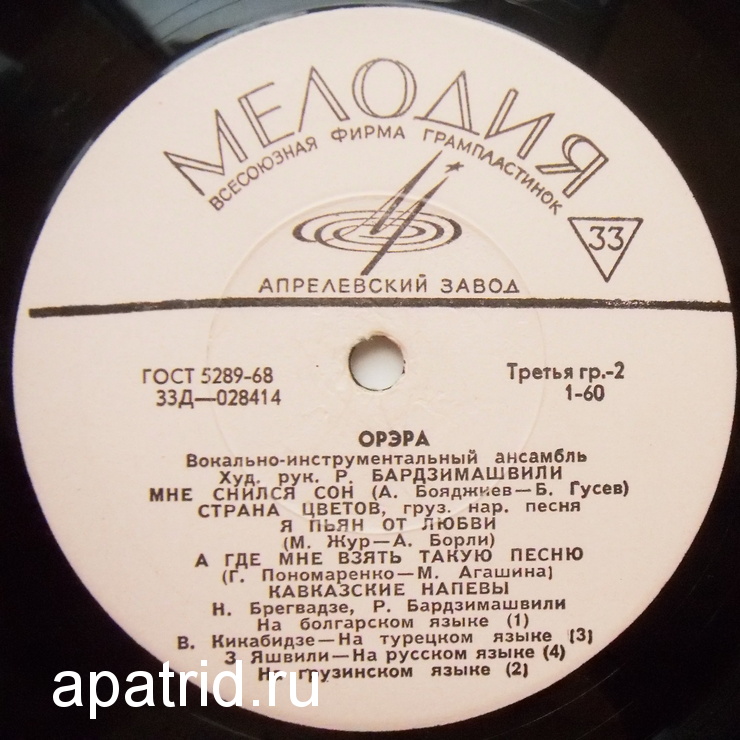 МЕЛОДИЯ
ВСЕСОЮЗНАЯ ФИРМА ГРАМПЛАСТИНОК
33
АПРЕЛЕВСКИЙ ЗАВОД
ГОСТ 5289-68
Третья гр.-2
33Д—028414
1-60
ОРЭРА
Вокально-инструментальный ансамбль
Худ. рук. Р. БАРДЗИМАШВИЛИ
МНЕ СНИЛСЯ СОН (А. Бояджиев—Б. Гусев)
СТРАНА ЦВЕТОВ, груз. нар. песня
Я ПЬЯН ОТ ЛЮБВИ
(М. Жур—А. Борли)
А ГДЕ МНЕ ВЗЯТЬ ТАКУЮ ПЕСНЮ
(Г. Пономаренко—М. Агашина)
КАВКАЗСКИЕ НАПЕВЫ
Н. Брегвадзе, Р. Бардзимашвили
На болгарском языке (1)
В. Кикабидзе—На турецком языке (3)
З. Яшвили—На русском языке (4)
На грузинском языке (2)
apatrid.ru